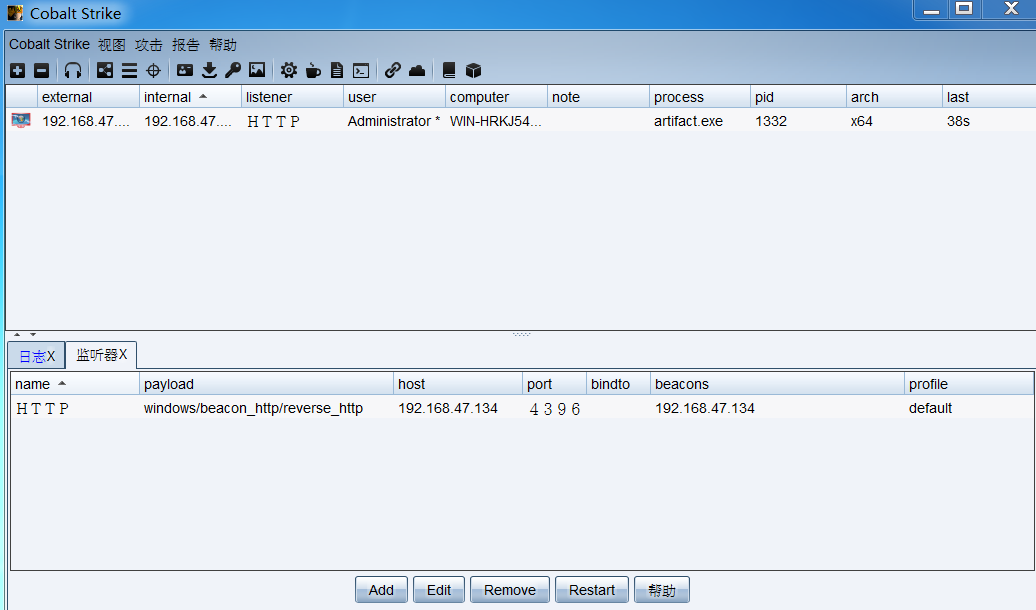 Cobalt Strike
Cobalt Strike 视图 攻击 报告 帮助
external internal listener user computer note process pid arch last
192.168.47.... 192.168.47.... ＨＴＴＰ Administrator * WIN-HRKJ54... artifact.exe 1332 x64 38s
日志X 监听器X
name payload host port bindto beacons profile
ＨＴＴＰ windows/beacon_http/reverse_http 192.168.47.134 ４３９６ 192.168.47.134 default
Add Edit Remove Restart 帮助